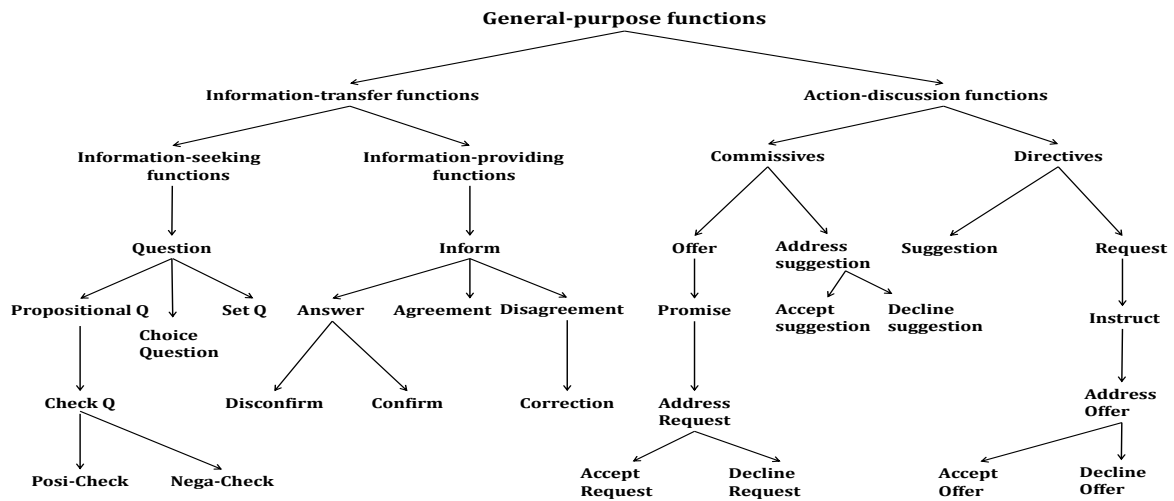 General-purpose functions
Information-transfer functions
Action-discussion functions
Information-seeking
functions
Information-providing
functions
Commissives
Directives
Question
Inform
Offer
Address
suggestion
Suggestion
Request
Propositional Q
Choice
Question
Set Q
Answer
Agreement
Disagreement
Promise
Accept
suggestion
Decline
suggestion
Instruct
Check Q
Disconfirm
Confirm
Correction
Address
Request
Address
Offer
Posi-Check
Nega-Check
Accept
Request
Decline
Request
Accept
Offer
Decline
Offer